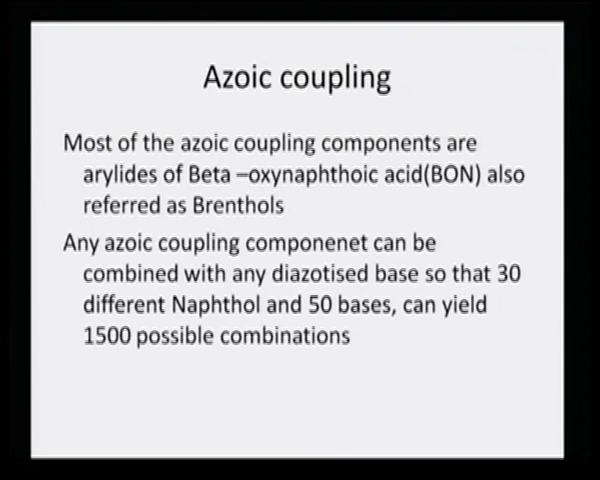 Azoic coupling
Most of the azoic coupling components are
arylides of Beta –oxynaphthoic acid(BON) also
referred as Brenthols
Any azoic coupling componenet can be
combined with any diazotised base so that 30
different Naphthol and 50 bases, can yield
1500 possible combinations